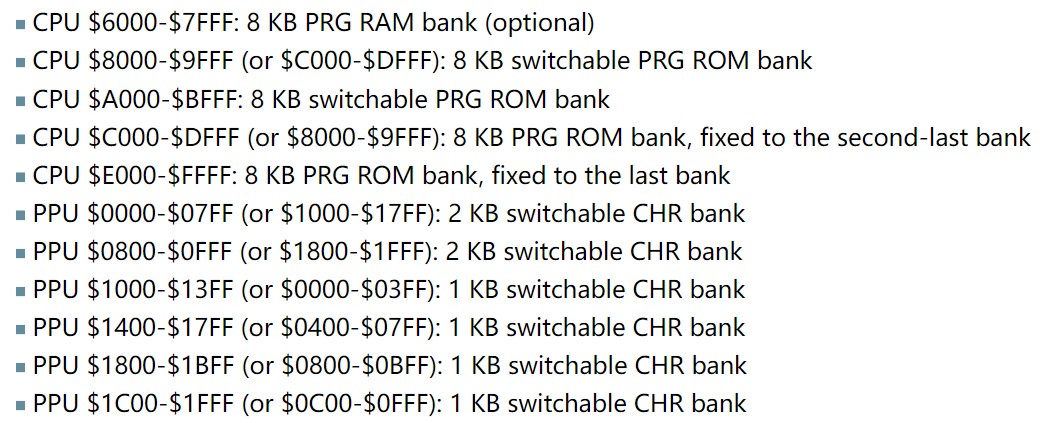 CPU $6000-$7FFF: 8 KB PRG RAM bank (optional)
CPU $8000-$9FFF (or $C000-$DFFF): 8 KB switchable PRG ROM bank
CPU $A000-$BFFF: 8 KB switchable PRG ROM bank
CPU $C000-$DFFF (or $8000-$9FFF): 8 KB PRG ROM bank, fixed to the second-last bank
CPU $E000-$FFFF: 8 KB PRG ROM bank, fixed to the last bank
PPU $0000-$07FF (or $1000-$17FF): 2 KB switchable CHR bank
PPU $0800-$0FFF (or $1800-$1FFF): 2 KB switchable CHR bank
PPU $1000-$13FF (or $0000-$03FF): 1 KB switchable CHR bank
PPU $1400-$17FF (or $0400-$07FF): 1 KB switchable CHR bank
PPU $1800-$1BFF (or $0800-$0BFF): 1 KB switchable CHR bank
PPU $1C00-$1FFF (or $0C00-$0FFF): 1 KB switchable CHR bank